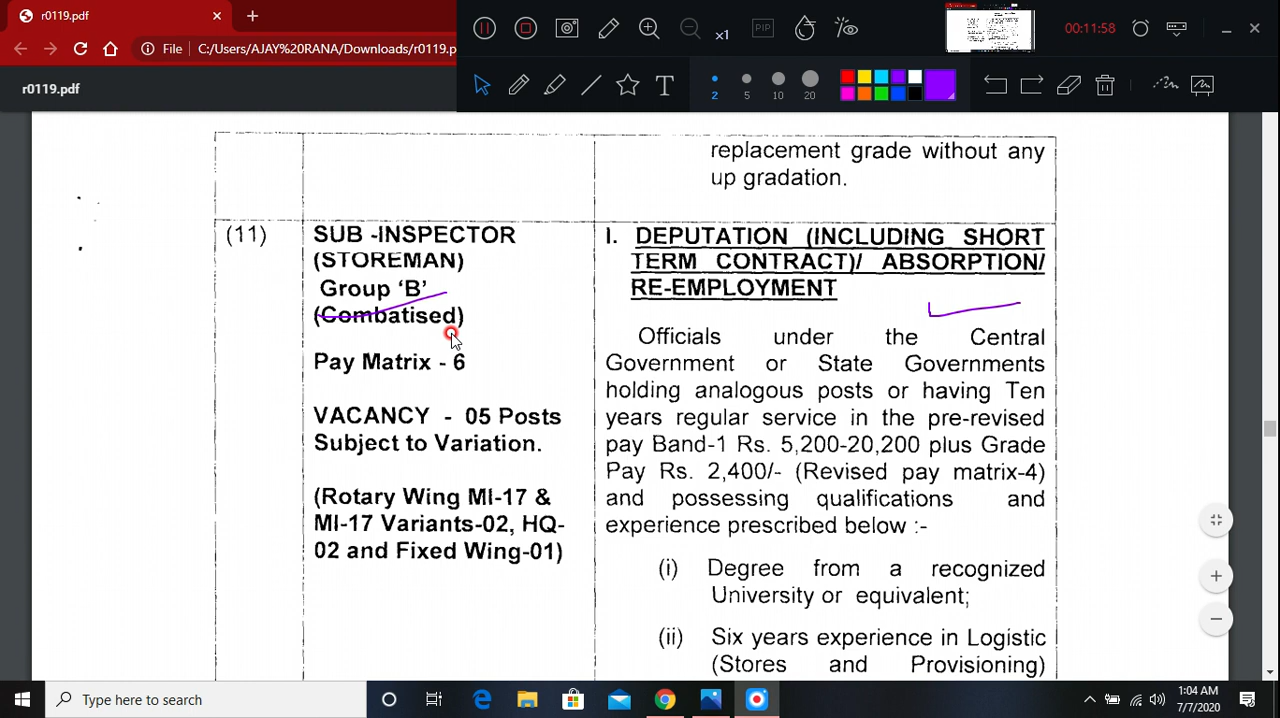 r0119.pdf
File
C:/Users/AJAY%20RANA/Downloads/r0119.p
x1
PIP
00:11:58
2
5
10
20
T
r0119.pdf
replacement grade without any
up gradation.
(11)
SUB -INSPECTOR
(STOREMAN)
Group ‘B’
(Combatised)
Pay Matrix - 6
VACANCY - 05 Posts
Subject to Variation.
(Rotary Wing MI-17 &
MI-17 Variants-02, HQ-
02 and Fixed Wing-01)
I. DEPUTATION (INCLUDING SHORT
TERM CONTRACT)/ ABSORPTION/
RE-EMPLOYMENT
Officials under the Central
Government or State Governments
holding analogous posts or having Ten
years regular service in the pre-revised
pay Band-1 Rs. 5,200-20,200 plus Grade
Pay Rs. 2,400/- (Revised pay matrix-4)
and possessing qualifications and
experience prescribed below :-
(i) Degree from a recognized
University or equivalent;
(ii) Six years experience in Logistic
(Stores and Provisioning)
Type here to search
1:04 AM
7/7/2020